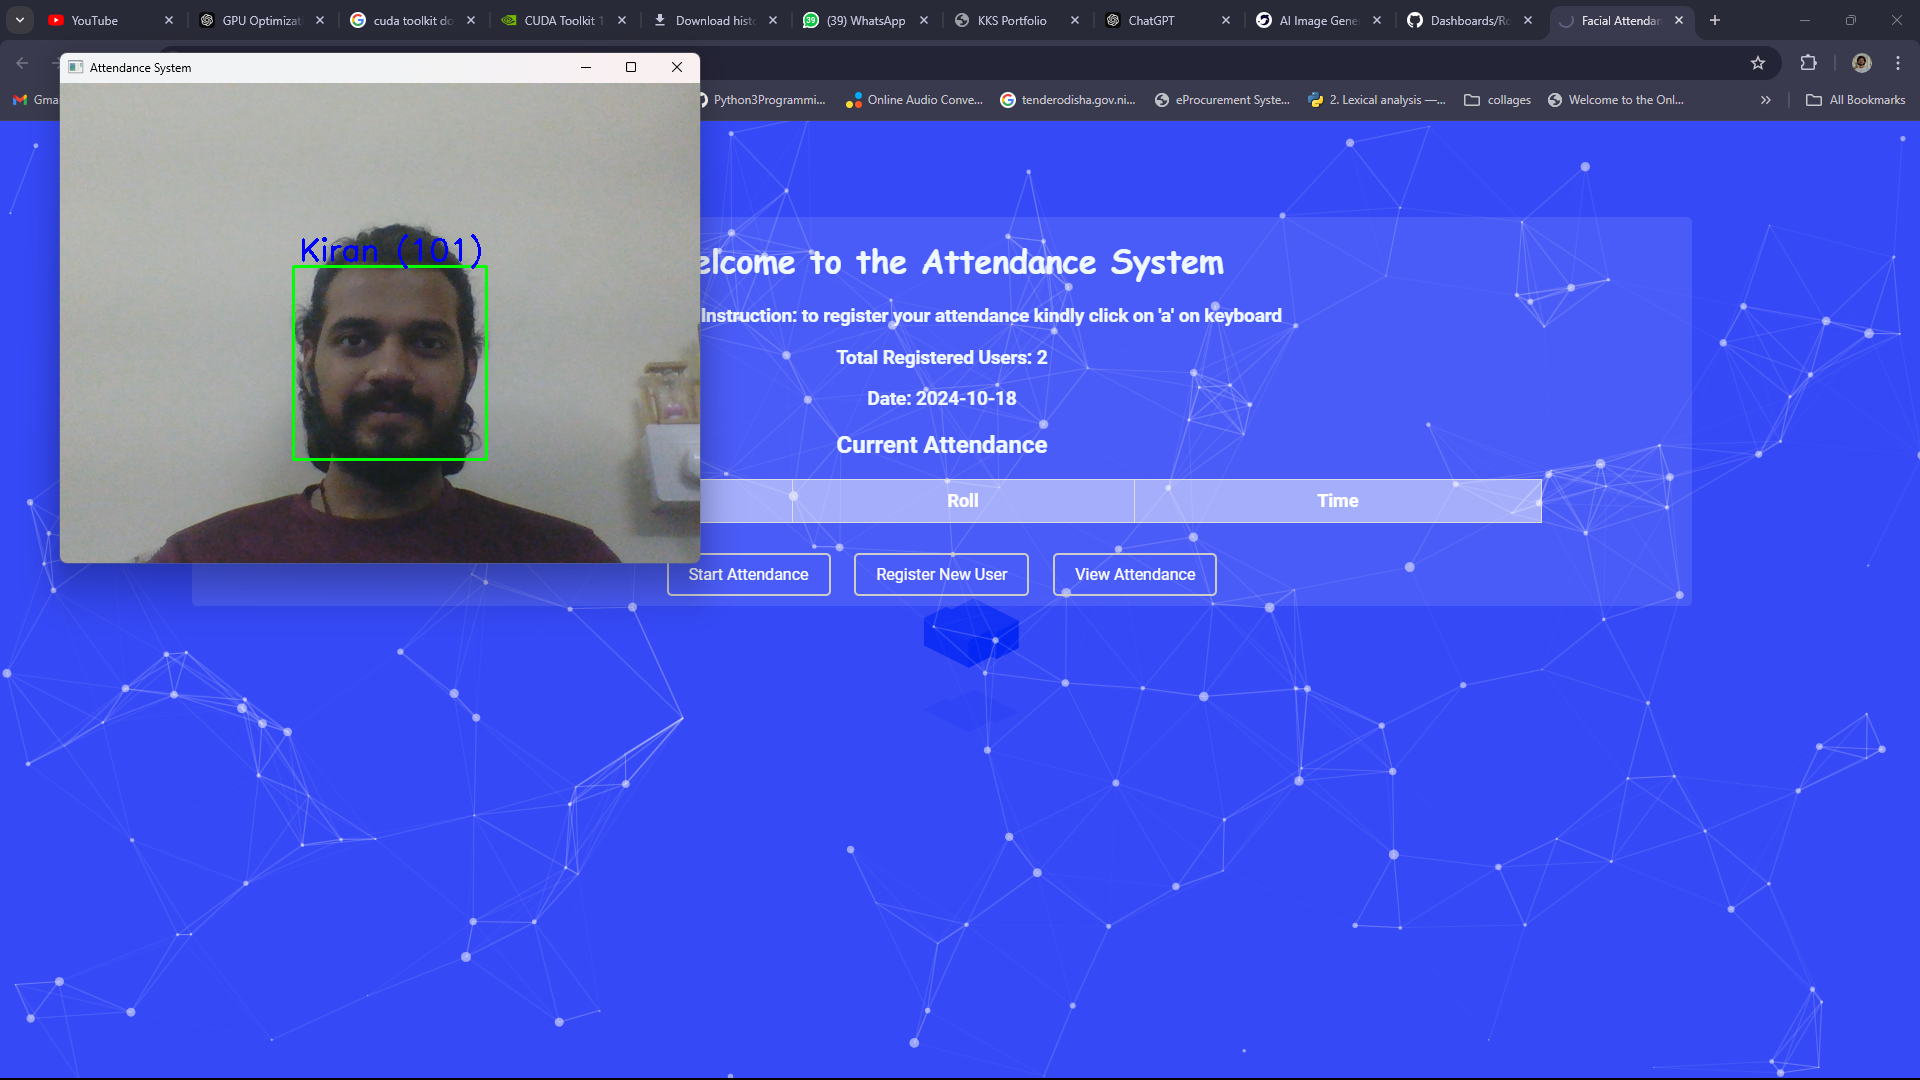 YouTube
GPU Optimizat
cuda toolkit do
CUDA Toolkit 1
Download histo
(39) WhatsApp
KKS Portfolio
ChatGPT
AI Image Gene
Dashboards/Ro
Facial Attendan
Attendance System
Gma
Python3Programmi...
Online Audio Conve...
tenderodisha.gov.ni...
eProcurement Syste...
2. Lexical analysis —...
collages
Welcome to the Onl...
All Bookmarks
Kiran (101)
elcome to the Attendance System
Instruction: to register your attendance kindly click on 'a' on keyboard
Total Registered Users: 2
Date: 2024-10-18
Current Attendance
Roll Time
Start Attendance Register New User View Attendance